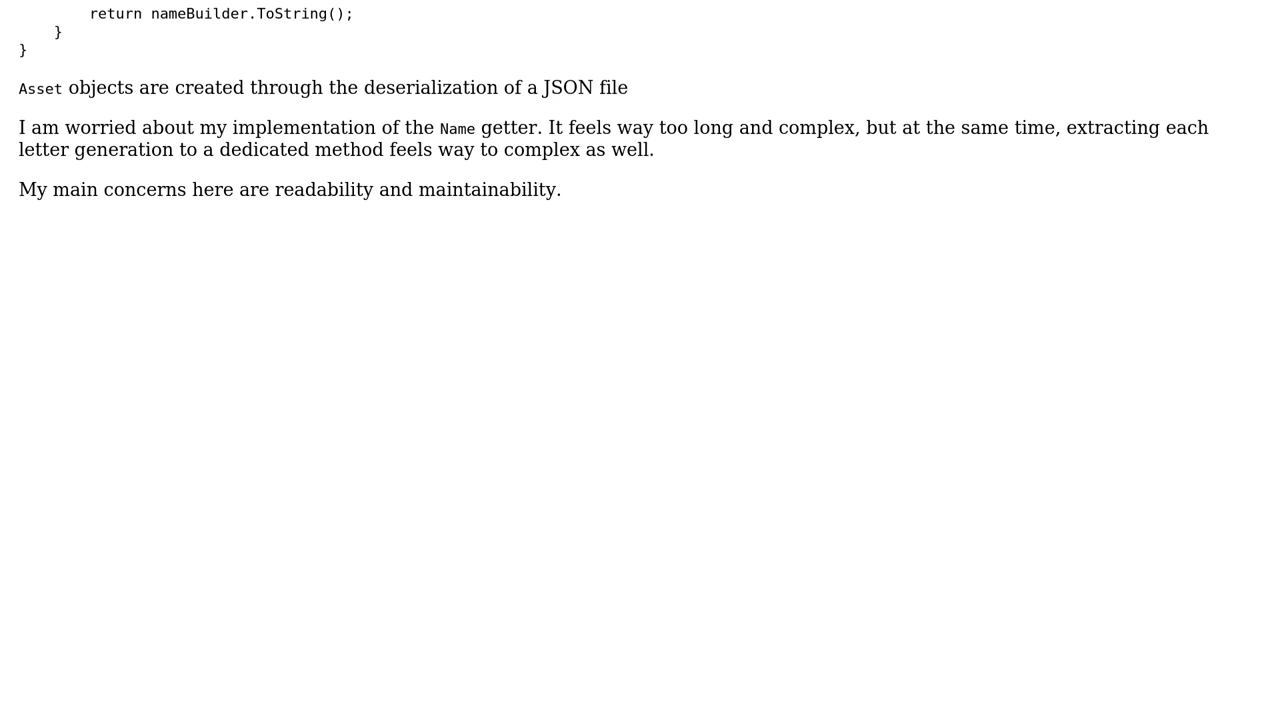 return nameBuilder.ToString();
}
}
Asset objects are created through the deserialization of a JSON file
I am worried about my implementation of the Name getter. It feels way too long and complex, but at the same time, extracting each
letter generation to a dedicated method feels way to complex as well.
My main concerns here are readability and maintainability.